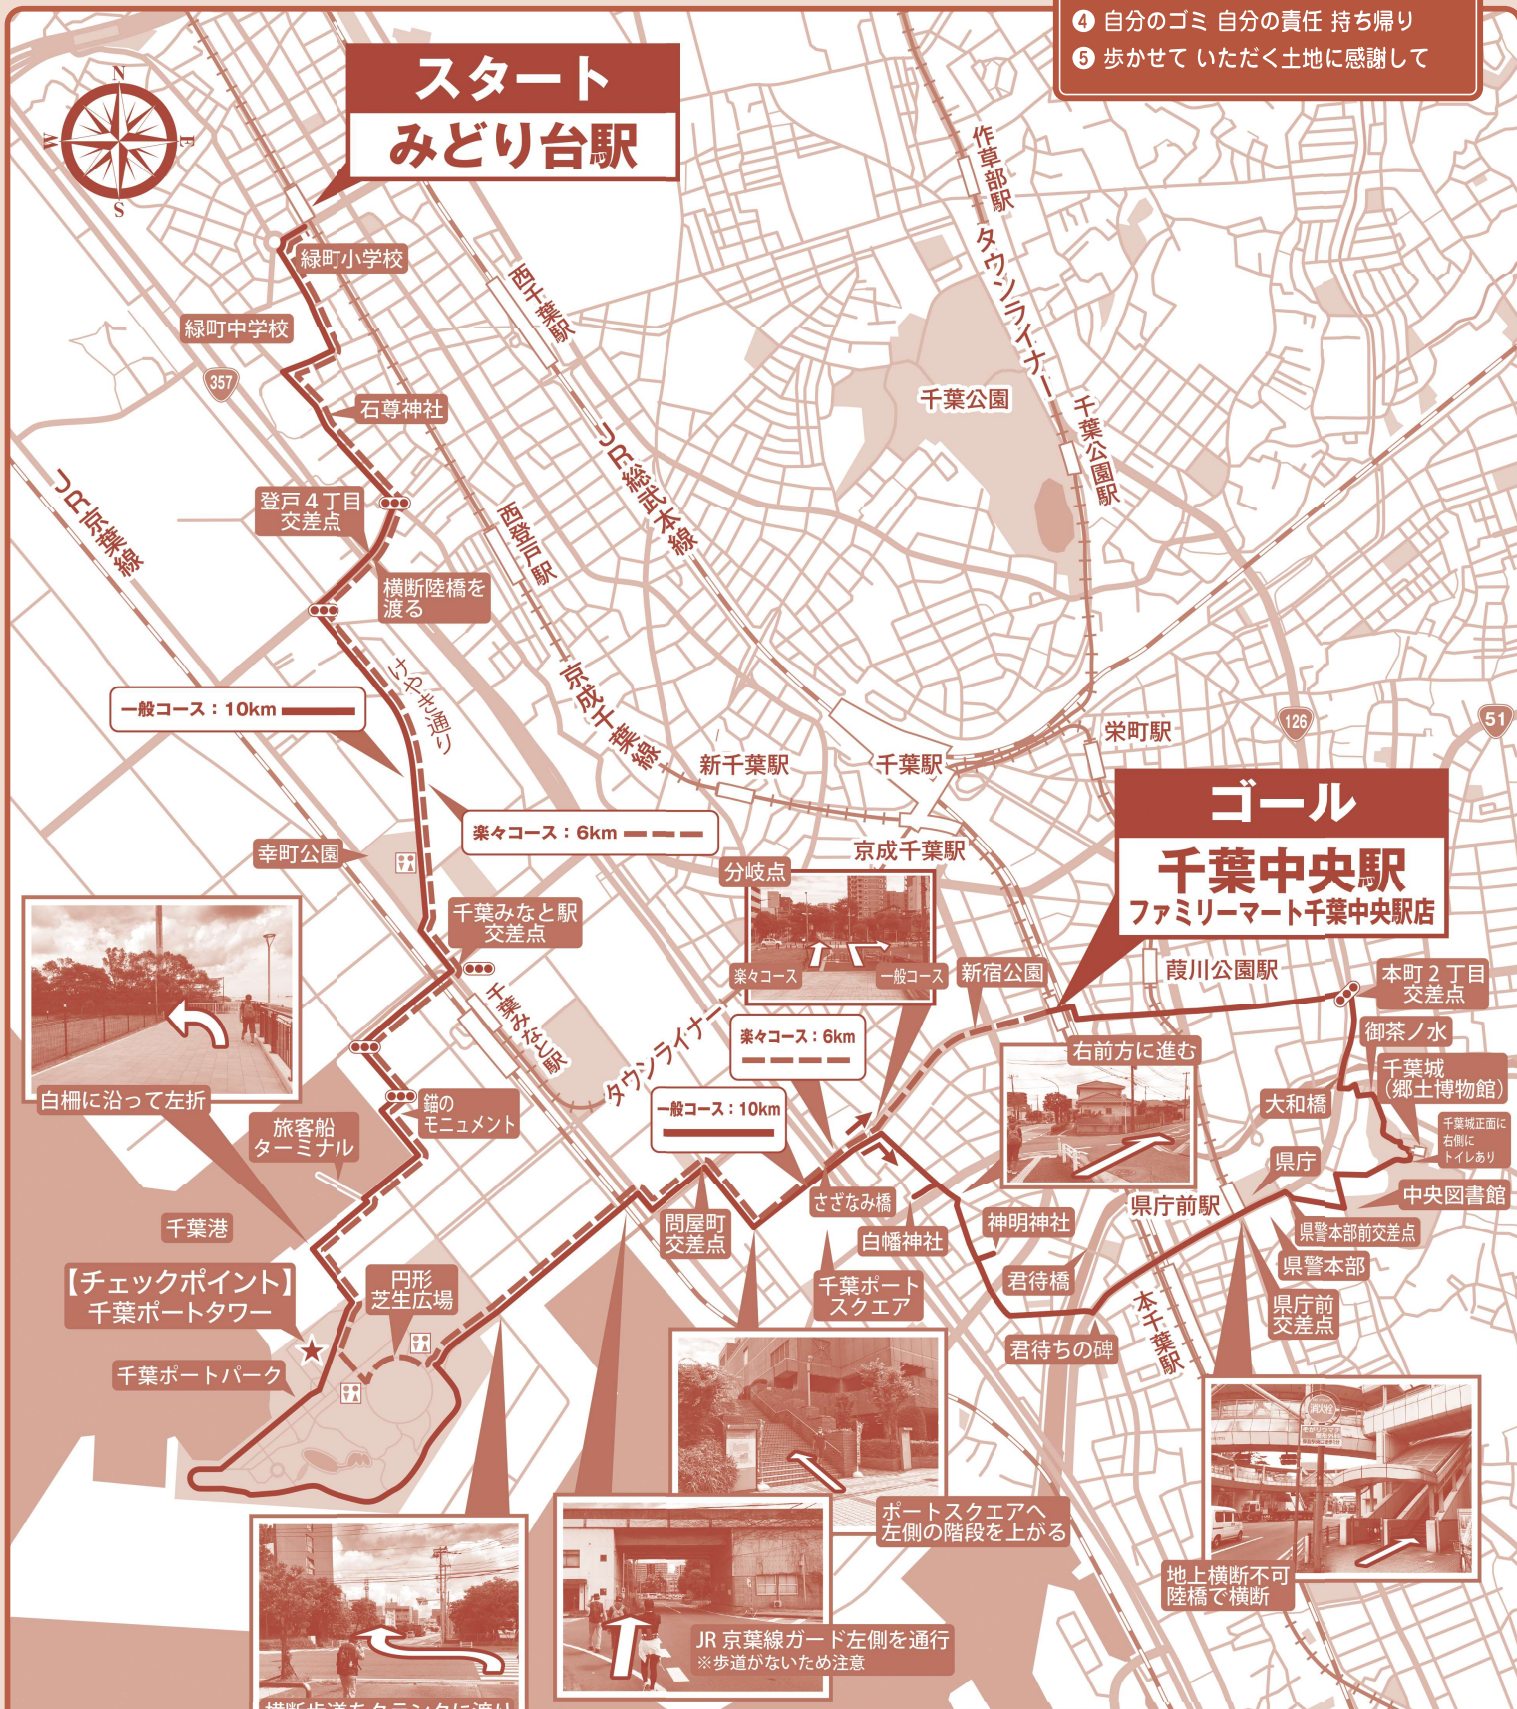 ④ 自分のゴミ 自分の責任 持ち帰り
⑤ 歩かせて いただく土地に感謝して
N
W
E
S
スタート
みどり台駅
作草部駅
タウンライナー
緑町小学校
西千葉駅
緑町中学校
357
石尊神社
千葉公園
千葉公園駅
JR総武本線
JR京葉線
登戸4丁目
交差点
西登戸駅
横断陸橋を
渡る
けやき通り
京成千葉線
一般コース：10km
126
51
栄町駅
新千葉駅
千葉駅
ゴール
千葉中央駅
ファミリーマート千葉中央駅店
楽々コース：6km
幸町公園
京成千葉駅
分岐点
楽々コース
一般コース
千葉みなと駅
交差点
新宿公園
葭川公園駅
本町2丁目
交差点
千葉みなと駅
タウンライナー
楽々コース：6km
右前方に進む
御茶ノ水
千葉城
（郷土博物館）
大和橋
千葉城正面に
右側に
トイレあり
白柵に沿って左折
錨の
モニュメント
旅客船
ターミナル
一般コース：10km
県庁
さざなみ橋
県庁前駅
中央図書館
千葉港
問屋町
交差点
白幡神社
神明神社
県警本部前交差点
県警本部
【チェックポイント】
千葉ポートタワー
円形
芝生広場
千葉ポート
スクエア
君待橋
本千葉駅
県庁前
交差点
君待ちの碑
千葉ポートパーク
消火栓
ポートスクエアへ
左側の階段を上がる
地上横断不可
陸橋で横断
JR 京葉線ガード左側を通行
※歩道がないため注意